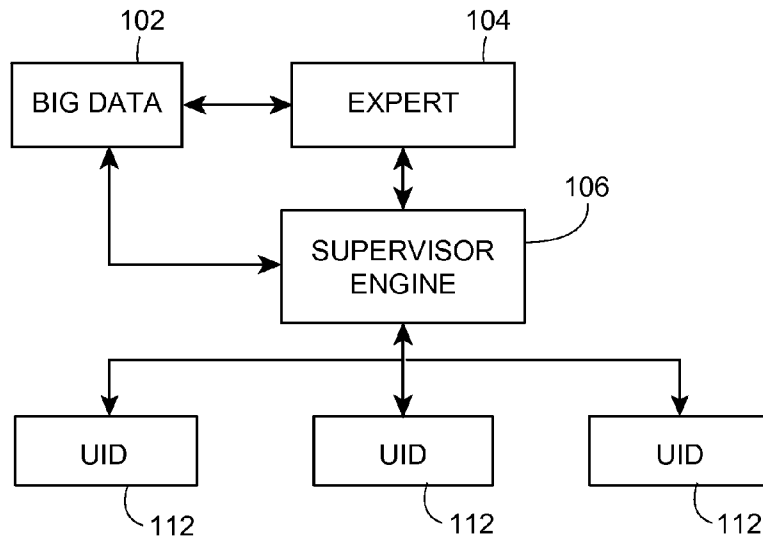 102
104
BIG DATA
EXPERT
106
SUPERVISOR
ENGINE
UID
UID
UID
112
112
112